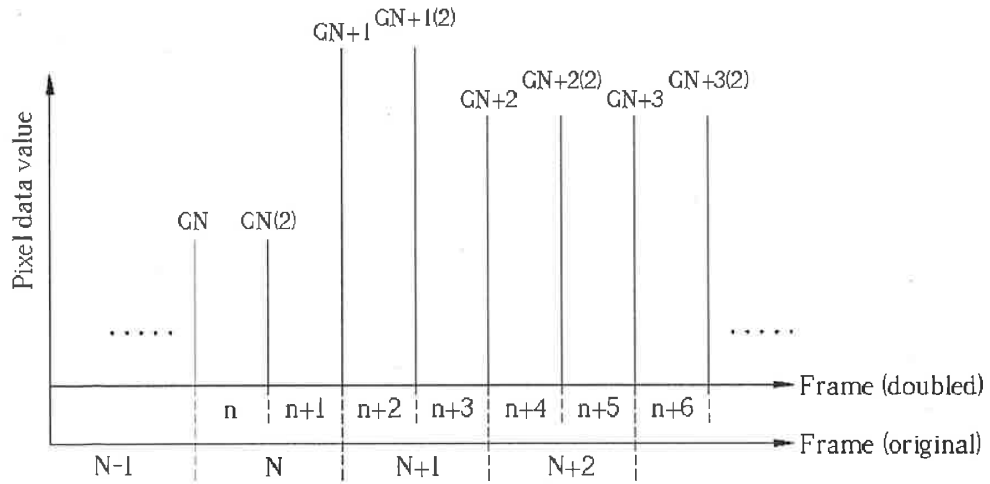 GN+1 GN+1(2)
GN+2 GN+2(2) GN+3 GN+3(2)
GN GN(2)
Pixel data value
..... .....
Frame (doubled)
n n+1 n+2 n+3 n+4 n+5 n+6
Frame (original)
N-1 N N+1 N+2